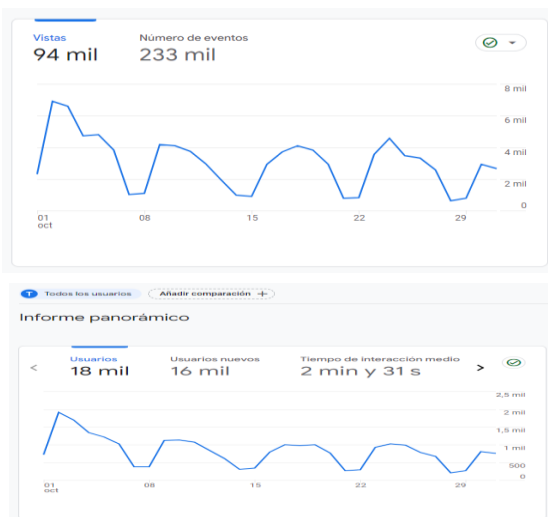 Vistas Número de eventos
94 mil 233 mil
8 mil
6 mil
4 mil
2 mil
0
01 08 15 22 29
oct
T Todos los usuarios Añadir comparación +
Informe panorámico
Usuarios Usuarios nuevos Tiempo de interacción medio
< 18 mil 16 mil 2 min y 31 s >
2,5 mil
2 mil
1,5 mil
1 mil
500
0
01 08 15 22 29
oct